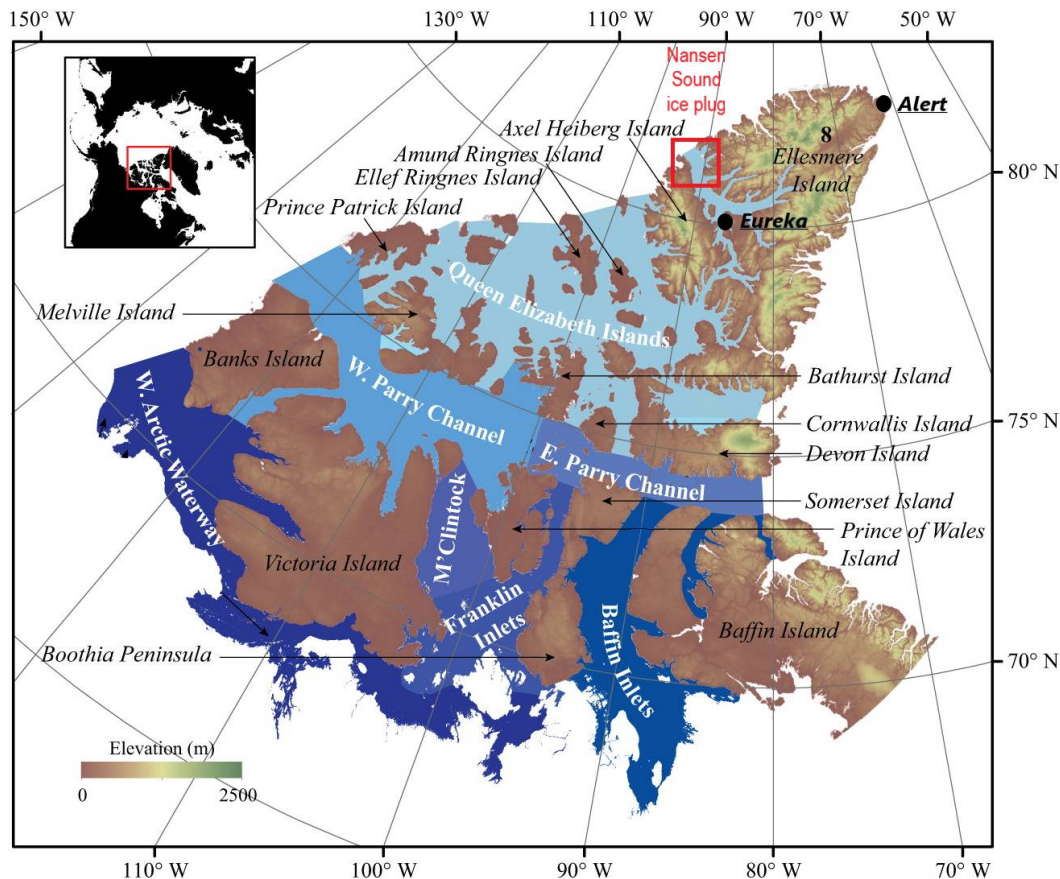 150° W
130° W
110° W
90° W
70° W
50° W
Nansen
Sound
ice plug
Alert
Axel Heiberg Island
8
Amund Ringnes Island
Ellesmere
Island
80° N
Ellef Ringnes Island
Prince Patrick Island
Eureka
Queen Elizabeth Islands
Melville Island
Banks Island
W. Parry Channel
Bathurst Island
75° N
Cornwallis Island
W. Arctic Waterway
E. Parry Channel
Devon Island
Somerset Island
Prince of Wales
Island
M'Clintock
Victoria Island
Franklin
Inlets
Baffin Inlets
Baffin Island
Boothia Peninsula
70° N
Elevation (m)
0
2500
110° W
100° W
90° W
80° W
70° W